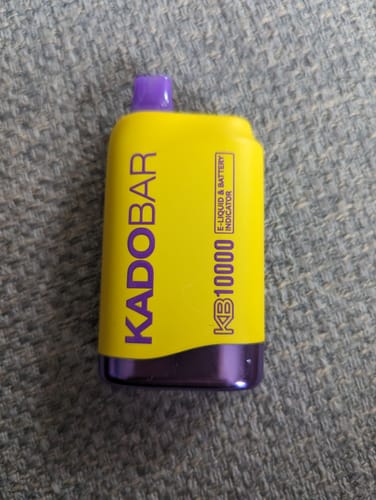 KADOBAR
KB10000
E-LIQUID & BATTERY
INDICATOR